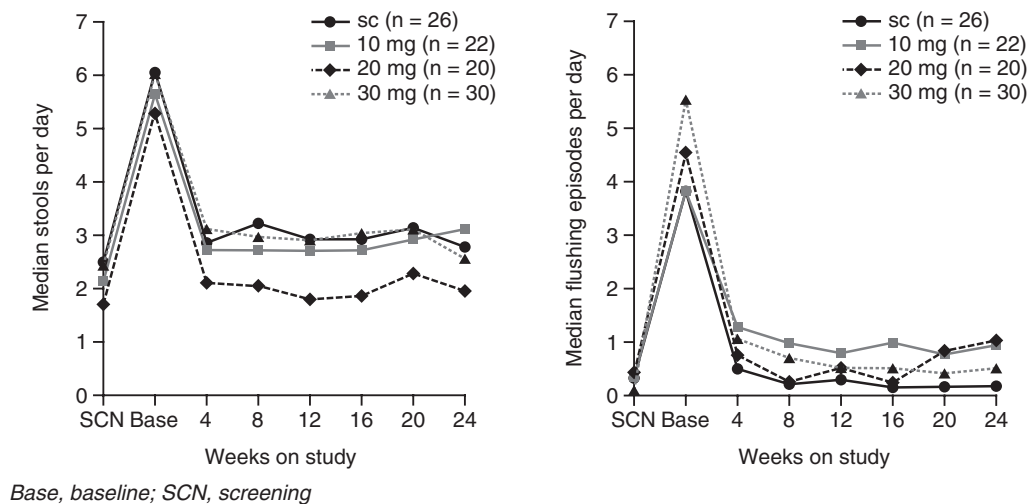 Median stools per day
7
6
5
4
3
2
1
0
sc (n = 26)
10 mg (n = 22)
20 mg (n = 20)
30 mg (n = 30)
SCN Base 4 8 12 16 20 24
Weeks on study
Median flushing episodes per day
7
6
5
4
3
2
1
0
sc (n = 26)
10 mg (n = 22)
20 mg (n = 20)
30 mg (n = 30)
SCN Base 4 8 12 16 20 24
Weeks on study
Base, baseline; SCN, screening